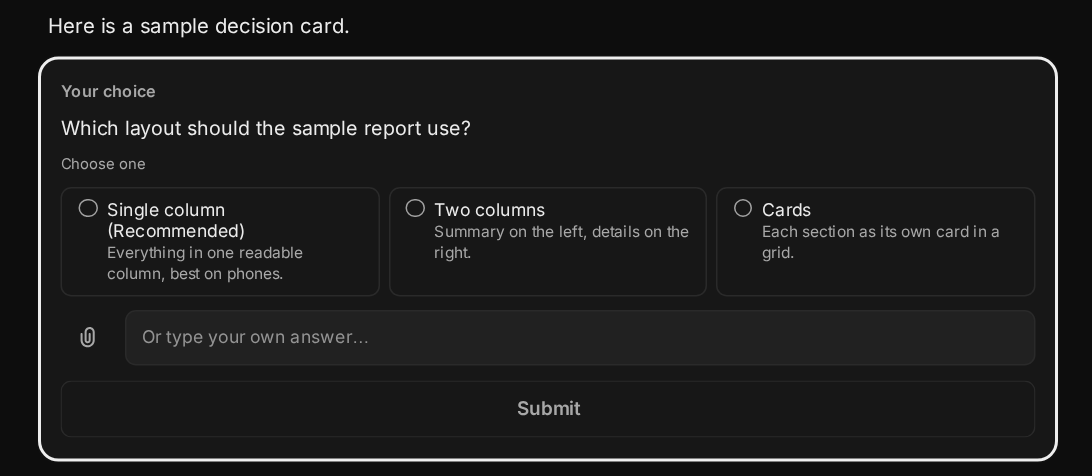 Here is a sample decision card.
Your choice
Which layout should the sample report use?
Choose one
Single column
(Recommended)
Everything in one readable
column, best on phones.
Two columns
Summary on the left, details on the
right.
Cards
Each section as its own card in a
grid.
Or type your own answer...
Submit